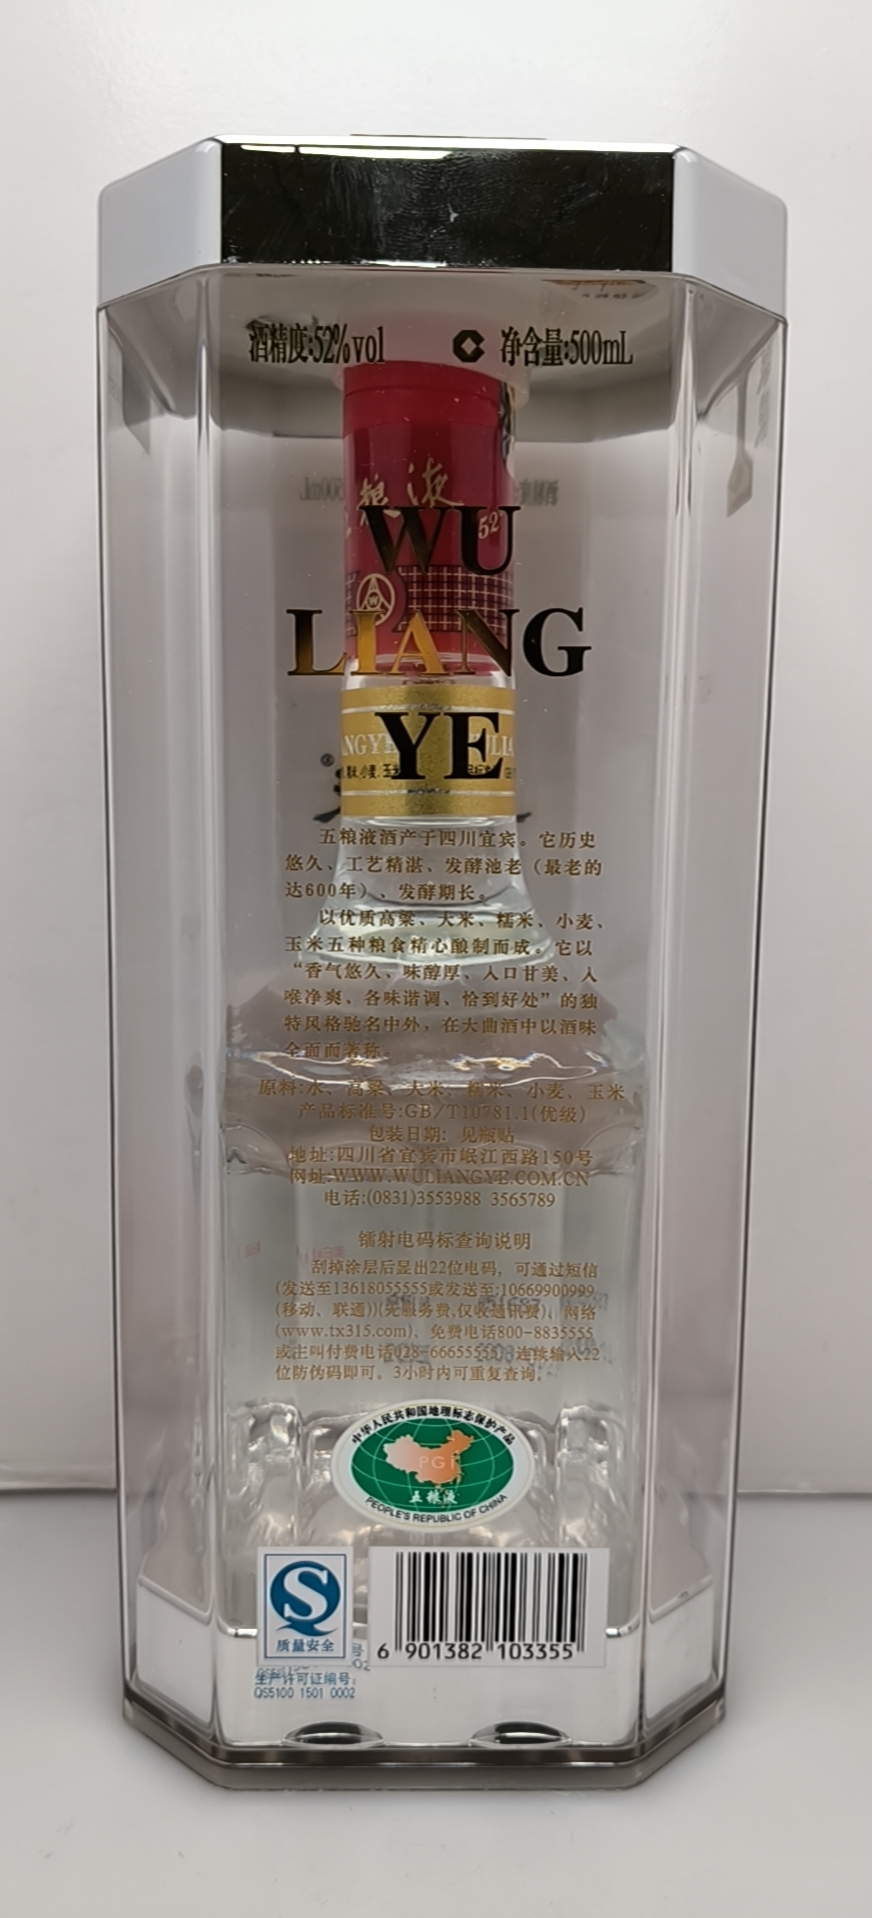 酒精度:52%vol 净含量:500mL
粮液
52°
WU
LIANG
YE
五粮液酒产于四川宜宾。它历史
悠久、工艺精湛、发酵池老（最老的
达600年）、发酵期长。
以优质高粱、大米、糯米、小麦、
玉米五种粮食精心酿制而成。它以
“香气悠久、味醇厚、入口甘美、入
喉净爽、各味谐调、恰到好处”的独
特风格驰名中外，在大曲酒中以酒味
全面而著称。
原料:水、高粱、大米、糯米、小麦、玉米
产品标准号:GB/T10781.1(优级)
包装日期: 见瓶贴
地址:四川省宜宾市岷江西路150号
网址:WWW.WULIANGYE.COM.CN
电话:(0831)3553988 3565789
镭射电码标查询说明
刮掉涂层后显出22位电码，可通过短信
(发送至13618055555或发送至:10669900999
(移动、联通))(无服务费,仅收通讯费)、网络
(www.tx315.com)、免费电话800-8835555
或主叫付费电话028-66655555，连续输入22
位防伪码即可。3小时内可重复查询。
中华人民共和国地理标志保护产品
PGI
五粮液
PEOPLE'S REPUBLIC OF CHINA
质量安全
6 901382 103355
生产许可证编号:
QS5100 1501 0002